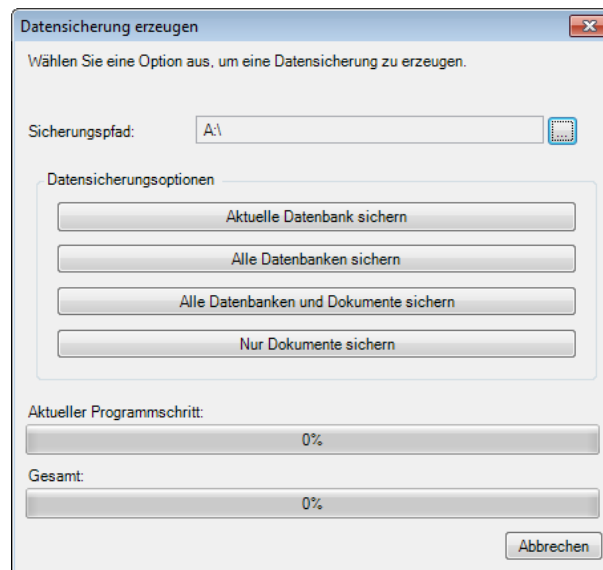 Datensicherung erzeugen
Wählen Sie eine Option aus, um eine Datensicherung zu erzeugen.
Sicherungspfad: A:\ ...
Datensicherungsoptionen
Aktuelle Datenbank sichern
Alle Datenbanken sichern
Alle Datenbanken und Dokumente sichern
Nur Dokumente sichern
Aktueller Programmschritt:
0%
Gesamt:
0%
Abbrechen